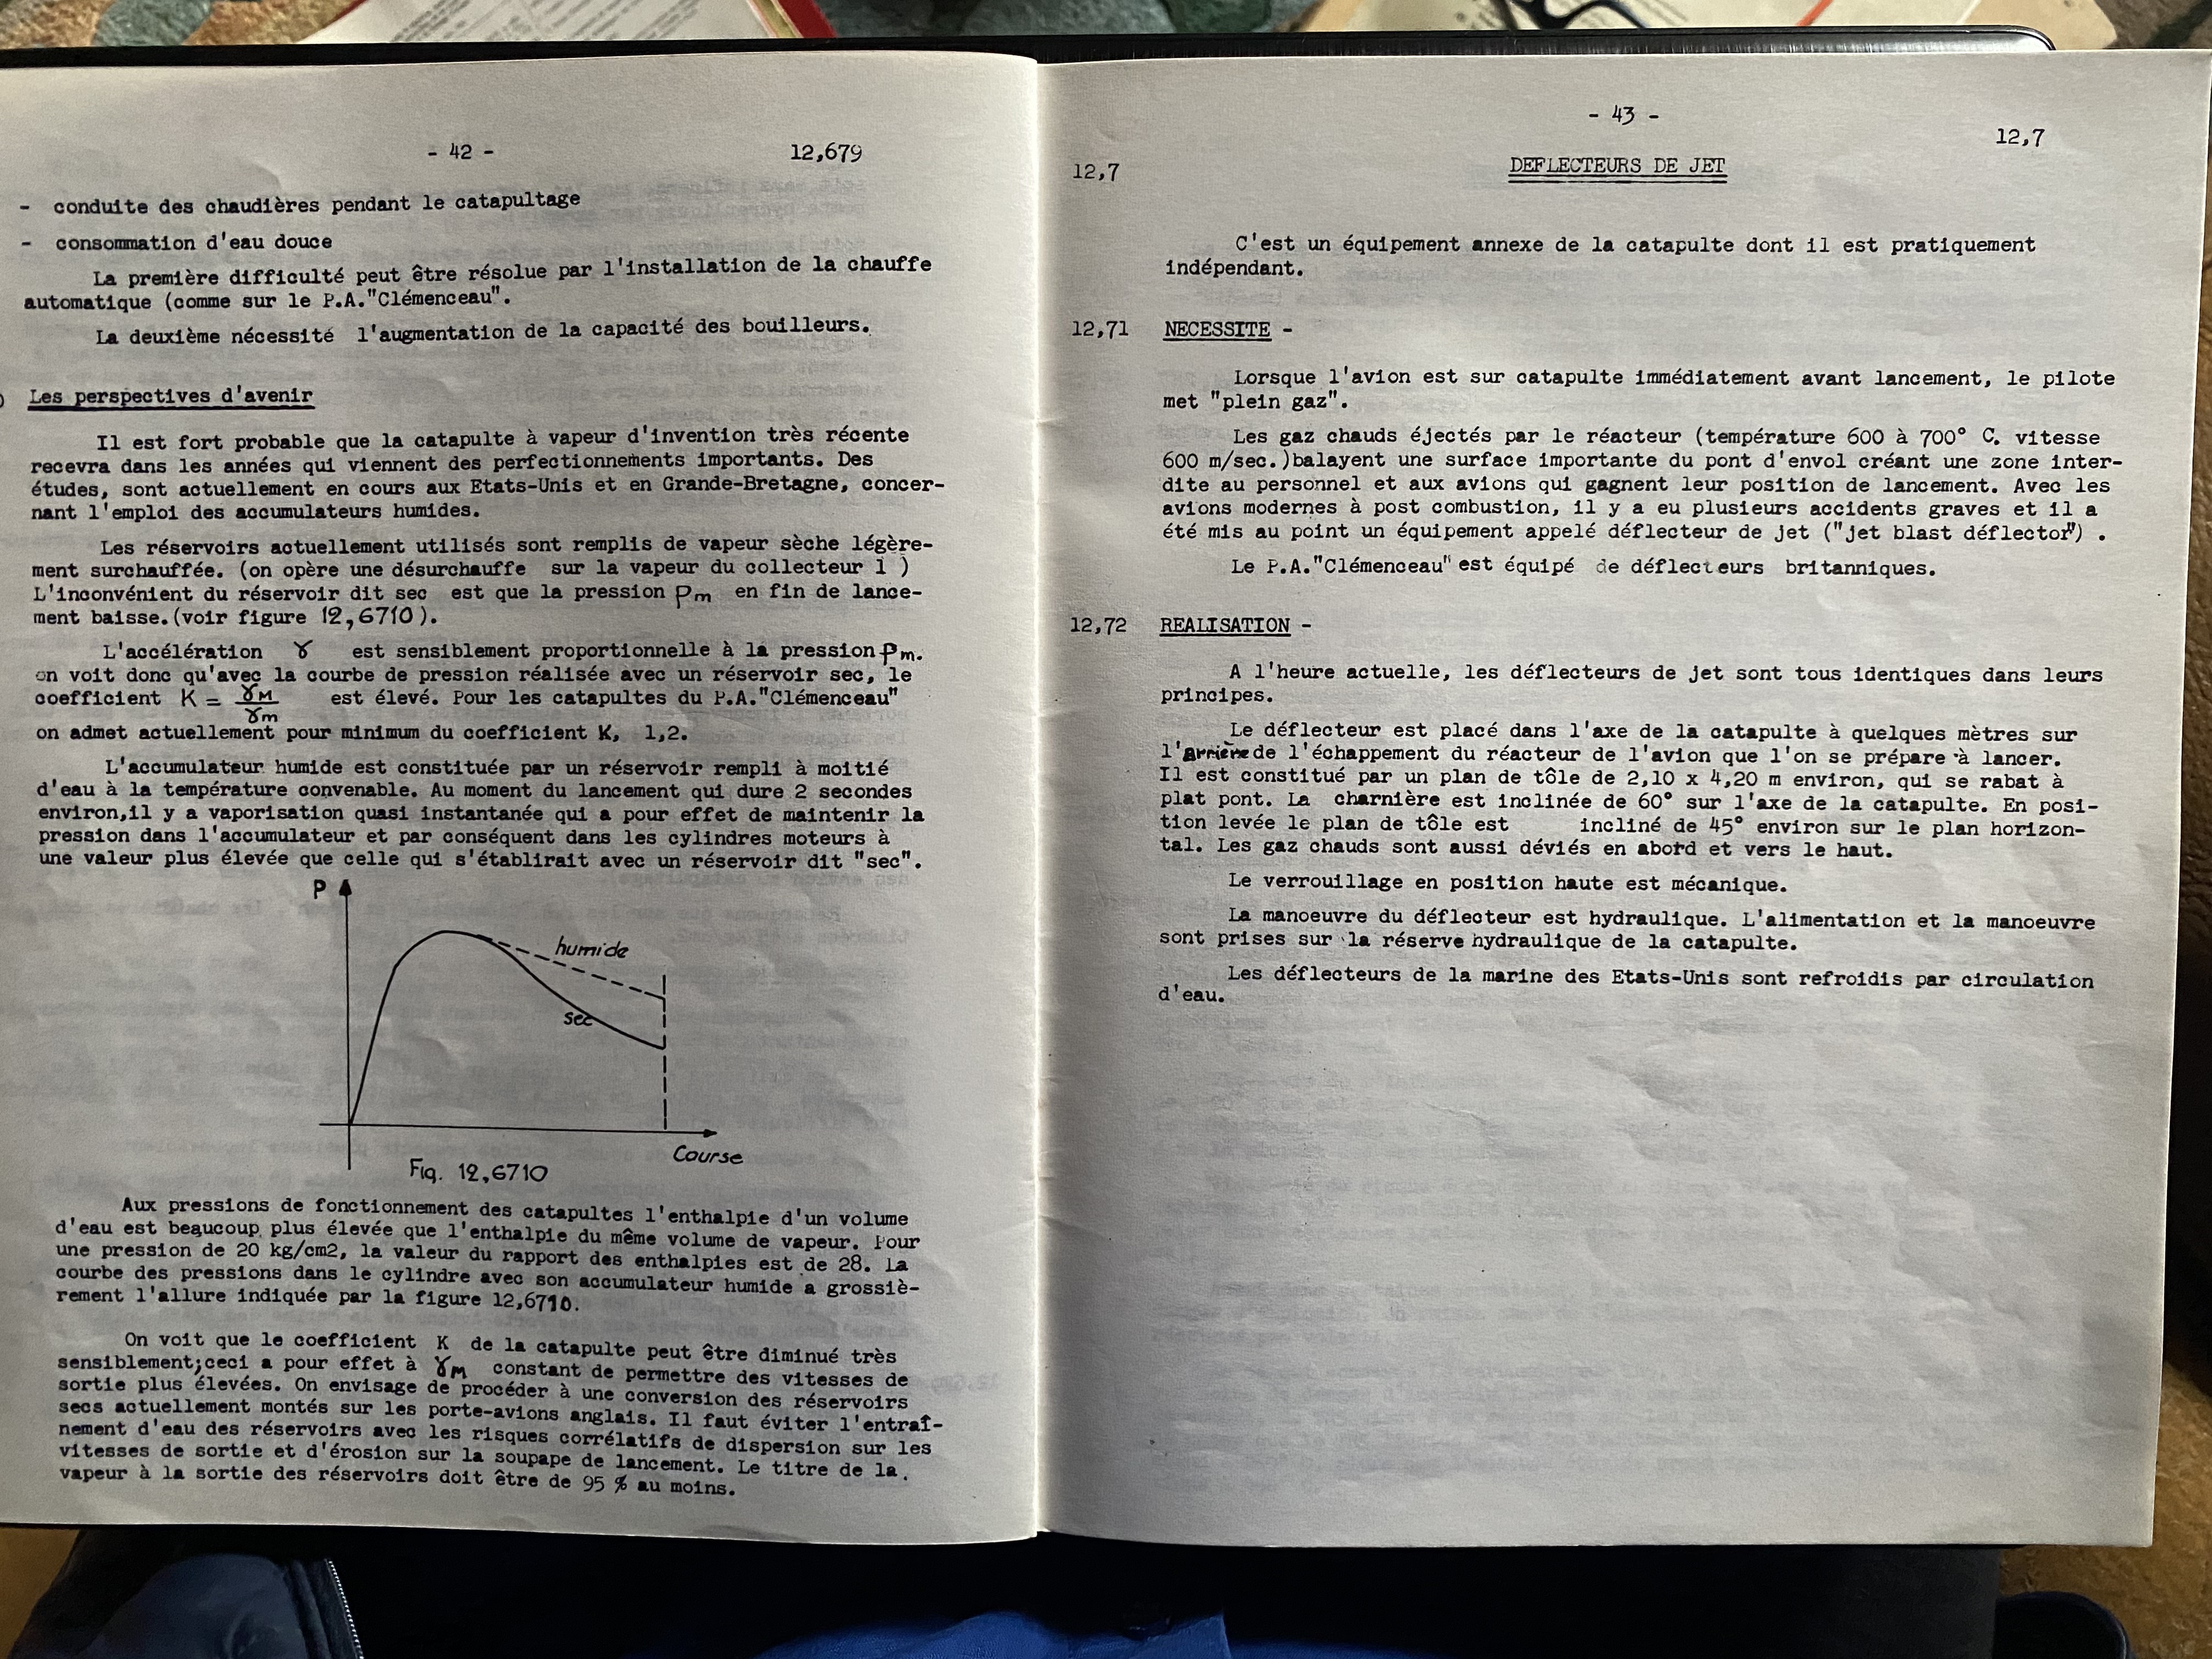 - 42 -
12,679
- conduite des chaudières pendant le catapultage
- consommation d'eau douce
La première difficulté peut être résolue par l'installation de la chauffe
automatique (comme sur le P.A."Clémenceau".
La deuxième nécessité l'augmentation de la capacité des bouilleurs.
Les perspectives d'avenir
Il est fort probable que la catapulte à vapeur d'invention très récente
recevra dans les années qui viennent des perfectionnements importants. Des
études, sont actuellement en cours aux Etats-Unis et en Grande-Bretagne, concer-
nant l'emploi des accumulateurs humides.
Les réservoirs actuellement utilisés sont remplis de vapeur sèche légère-
ment surchauffée. (on opère une désurchauffe sur la vapeur du collecteur 1 )
L'inconvénient du réservoir dit sec est que la pression pm en fin de lance-
ment baisse.(voir figure 12,6710).
L'accélération γ est sensiblement proportionnelle à la pression pm.
on voit donc qu'avec la courbe de pression réalisée avec un réservoir sec, le
coefficient K = γM/γm est élevé. Pour les catapultes du P.A."Clémenceau"
on admet actuellement pour minimum du coefficient K, 1,2.
L'accumulateur humide est constituée par un réservoir rempli à moitié
d'eau à la température convenable. Au moment du lancement qui dure 2 secondes
environ,il y a vaporisation quasi instantanée qui a pour effet de maintenir la
pression dans l'accumulateur et par conséquent dans les cylindres moteurs à
une valeur plus élevée que celle qui s'établirait avec un réservoir dit "sec".
P
humide
sec
Course
Fig. 12,6710
Aux pressions de fonctionnement des catapultes l'enthalpie d'un volume
d'eau est beaucoup plus élevée que l'enthalpie du même volume de vapeur. Pour
une pression de 20 kg/cm2, la valeur du rapport des enthalpies est de 28. La
courbe des pressions dans le cylindre avec son accumulateur humide a grossiè-
rement l'allure indiquée par la figure 12,6710.
On voit que le coefficient K de la catapulte peut être diminué très
sensiblement;ceci a pour effet à γM constant de permettre des vitesses de
sortie plus élevées. On envisage de procéder à une conversion des réservoirs
secs actuellement montés sur les porte-avions anglais. Il faut éviter l'entraî-
nement d'eau des réservoirs avec les risques corrélatifs de dispersion sur les
vitesses de sortie et d'érosion sur la soupape de lancement. Le titre de la
vapeur à la sortie des réservoirs doit être de 95 % au moins.
- 43 -
12,7
12,7 DEFLECTEURS DE JET
C'est un équipement annexe de la catapulte dont il est pratiquement
indépendant.
12,71 NECESSITE -
Lorsque l'avion est sur catapulte immédiatement avant lancement, le pilote
met "plein gaz".
Les gaz chauds éjectés par le réacteur (température 600 à 700° C. vitesse
600 m/sec.)balayent une surface importante du pont d'envol créant une zone inter-
dite au personnel et aux avions qui gagnent leur position de lancement. Avec les
avions modernes à post combustion, il y a eu plusieurs accidents graves et il a
été mis au point un équipement appelé déflecteur de jet ("jet blast déflector") .
Le P.A."Clémenceau" est équipé de déflecteurs britanniques.
12,72 REALISATION -
A l'heure actuelle, les déflecteurs de jet sont tous identiques dans leurs
principes.
Le déflecteur est placé dans l'axe de la catapulte à quelques mètres sur
l'arrière de l'échappement du réacteur de l'avion que l'on se prépare à lancer.
Il est constitué par un plan de tôle de 2,10 x 4,20 m environ, qui se rabat à
plat pont. La charnière est inclinée de 60° sur l'axe de la catapulte. En posi-
tion levée le plan de tôle est incliné de 45° environ sur le plan horizon-
tal. Les gaz chauds sont aussi déviés en abord et vers le haut.
Le verrouillage en position haute est mécanique.
La manoeuvre du déflecteur est hydraulique. L'alimentation et la manoeuvre
sont prises sur la réserve hydraulique de la catapulte.
Les déflecteurs de la marine des Etats-Unis sont refroidis par circulation
d'eau.